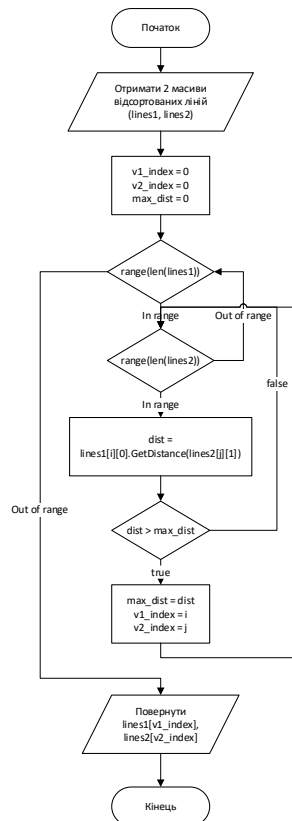 Початок
Отримати 2 масиви
відсортованих ліній
(lines1, lines2)
v1_index = 0
v2_index = 0
max_dist = 0
range(len(lines1))
In range
Out of range
range(len(lines2))
false
In range
dist =
lines1[i][0].GetDistance(lines2[j][1])
Out of range
dist > max_dist
true
max_dist = dist
v1_index = i
v2_index = j
Повернути
lines1[v1_index],
lines2[v2_index]
Кінець